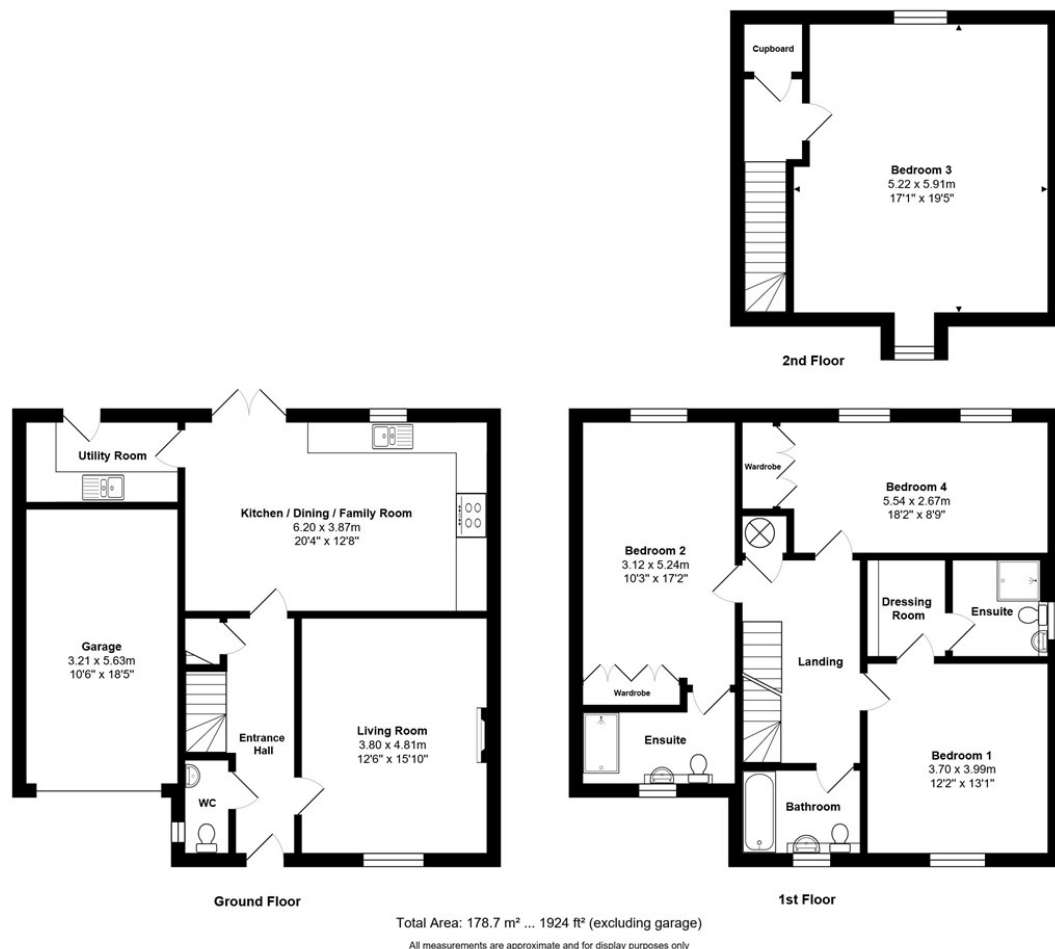 Cupboard
Bedroom 3
5.22 x 5.91m
17'1" x 19'5"
2nd Floor
Utility Room
Kitchen / Dining / Family Room
6.20 x 3.87m
20'4" x 12'8"
Garage
3.21 x 5.63m
10'6" x 18'5"
Entrance
Hall
Living Room
3.80 x 4.81m
12'6" x 15'10"
WC
Ground Floor
Wardrobe
Bedroom 4
5.54 x 2.67m
18'2" x 8'9"
Bedroom 2
3.12 x 5.24m
10'3" x 17'2"
Dressing
Room
Ensuite
Landing
Wardrobe
Ensuite
Bedroom 1
3.70 x 3.99m
12'2" x 13'1"
Bathroom
1st Floor
Total Area: 178.7 m² ... 1924 ft² (excluding garage)
All measurements are approximate and for display purposes only